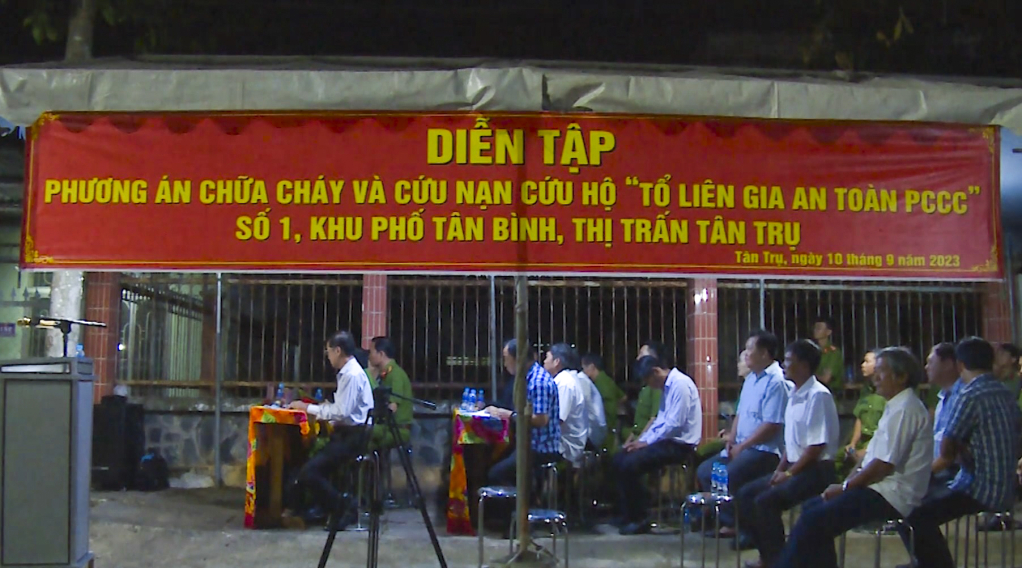 DIỄN TẬP
PHƯƠNG ÁN CHỮA CHÁY VÀ CỨU NẠN CỨU HỘ “TỔ LIÊN GIA AN TOÀN PCCC”
SỐ 1, KHU PHỐ TÂN BÌNH, THỊ TRẤN TÂN TRỤ
Tân Trụ, ngày 10 tháng 9 năm 2023